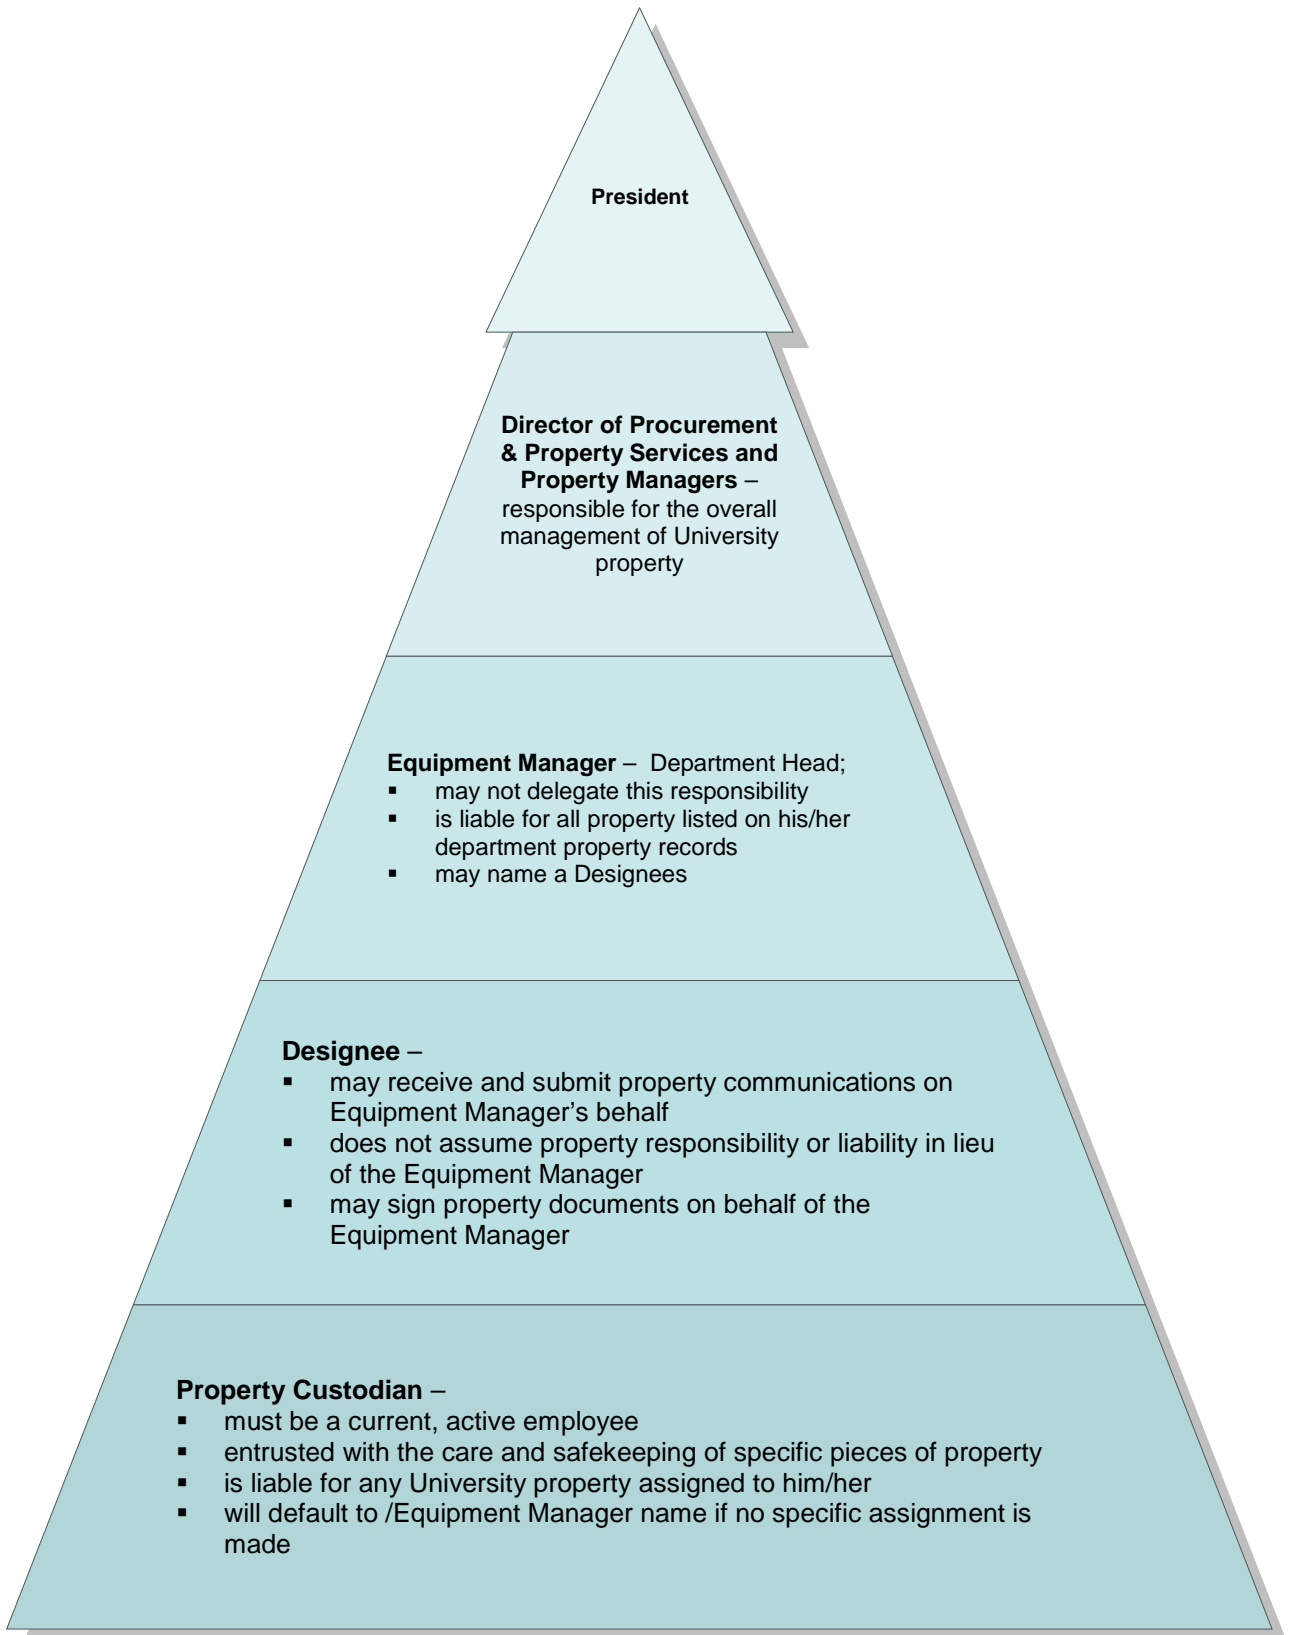 President
Director of Procurement
& Property Services and
Property Managers –
responsible for the overall
management of University
property
Equipment Manager – Department Head;
▪ may not delegate this responsibility
▪ is liable for all property listed on his/her
department property records
▪ may name a Designees
Designee –
▪ may receive and submit property communications on
Equipment Manager’s behalf
▪ does not assume property responsibility or liability in lieu
of the Equipment Manager
▪ may sign property documents on behalf of the
Equipment Manager
Property Custodian –
▪ must be a current, active employee
▪ entrusted with the care and safekeeping of specific pieces of property
▪ is liable for any University property assigned to him/her
▪ will default to /Equipment Manager name if no specific assignment is
made